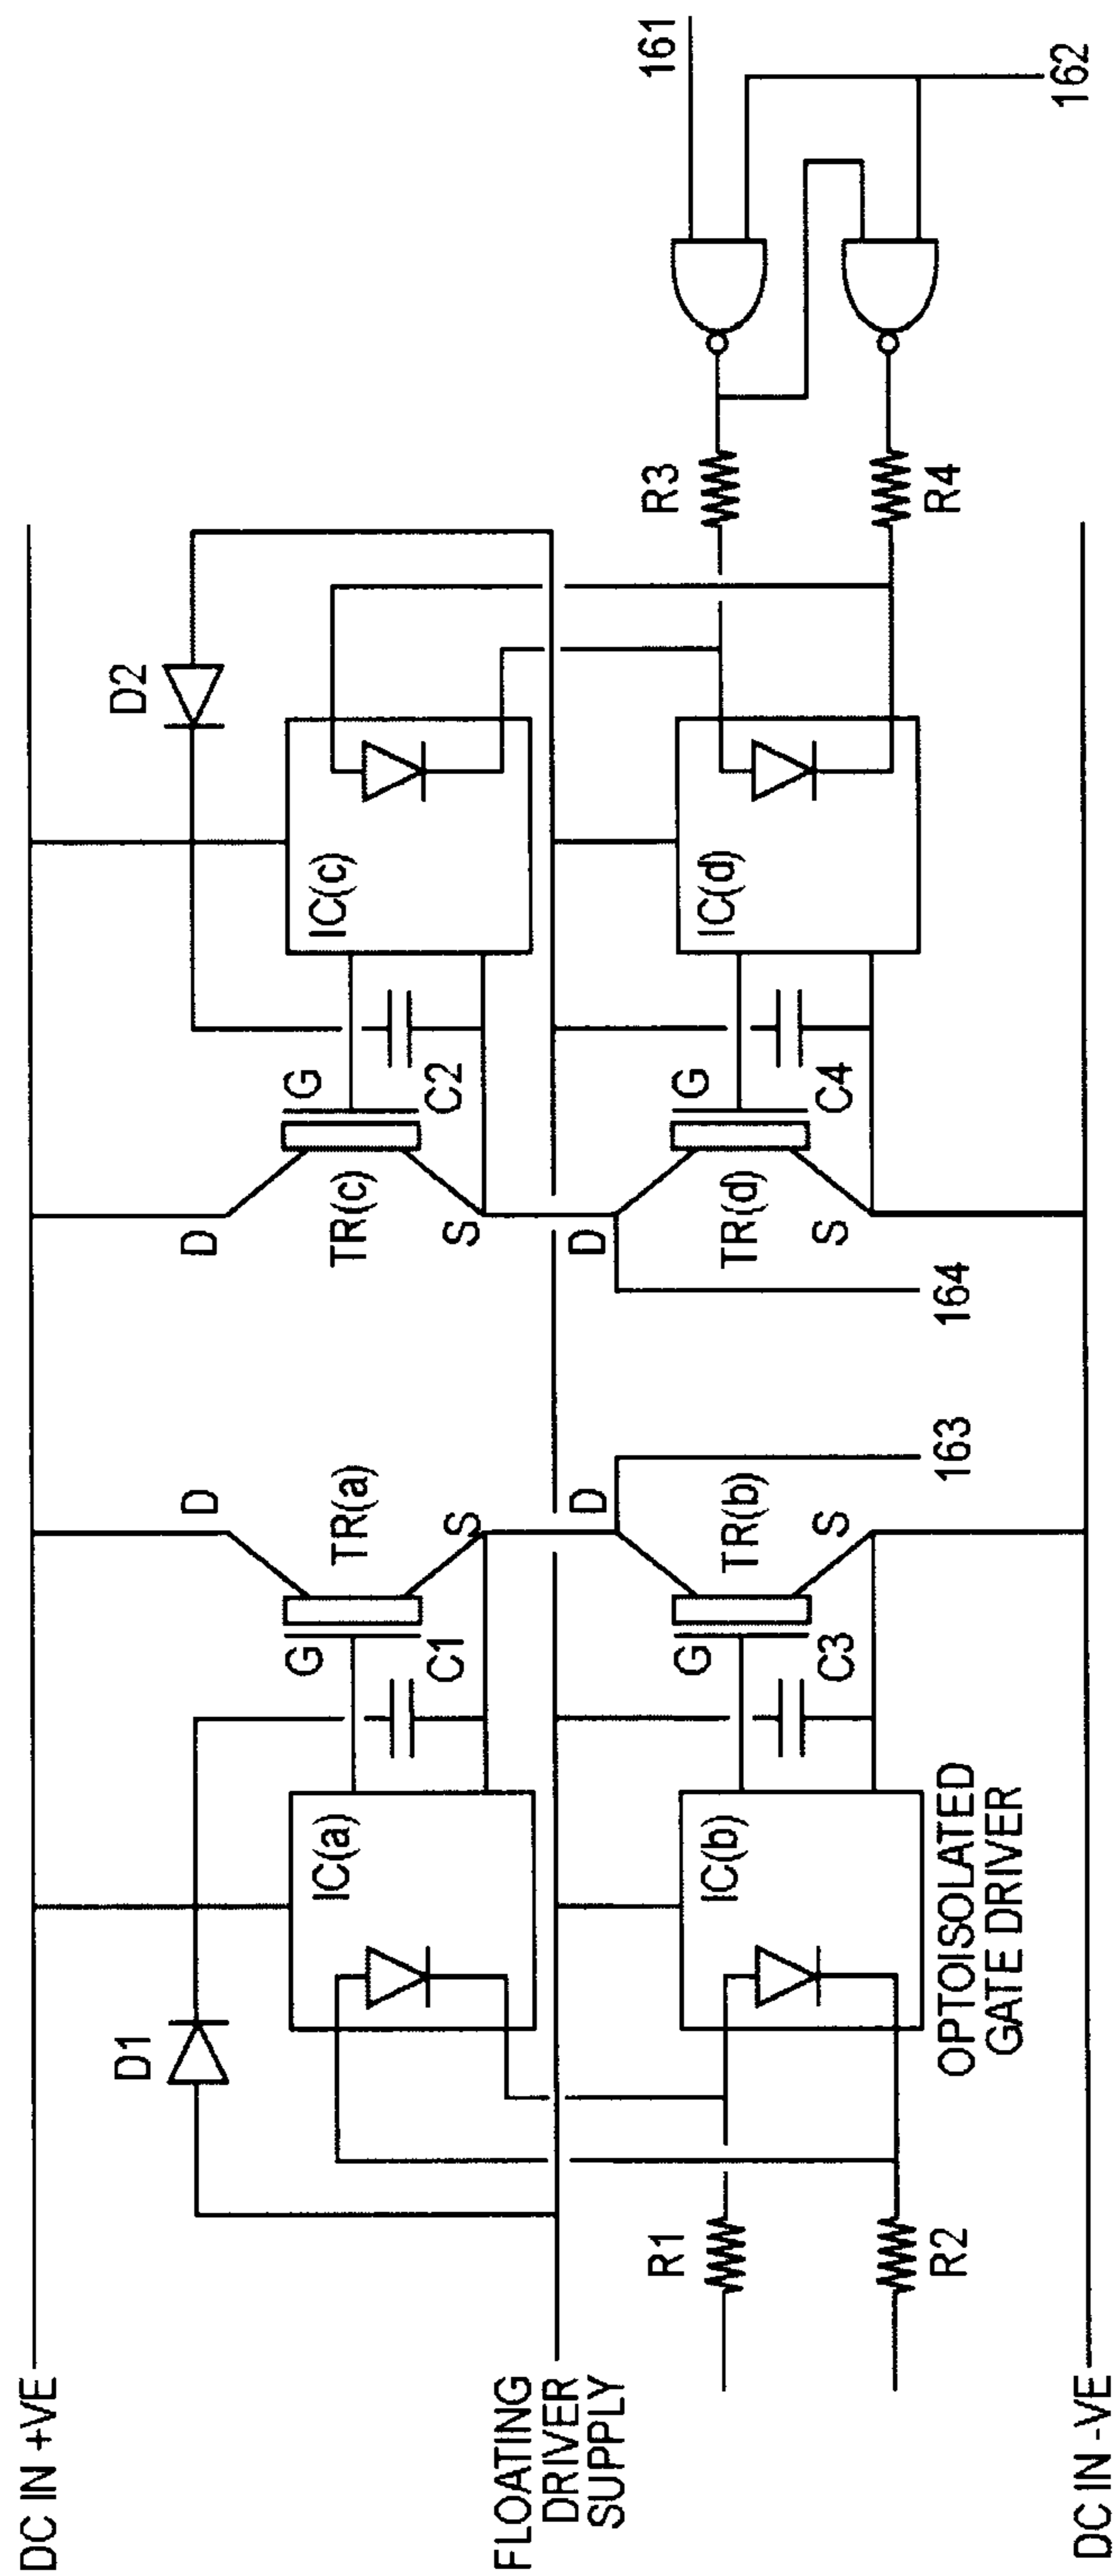 DC IN +VE
D1
D2
IC(a)
G
C1
D
TR(a)
S
D
TR(c)
S
G
C2
IC(c)
FLOATING
DRIVER
SUPPLY
R1
R2
IC(b)
OPTOISOLATED
GATE DRIVER
G
C3
D
TR(b)
S
163
164
D
TR(d)
S
G
C4
IC(d)
R3
R4
161
162
DC IN -VE